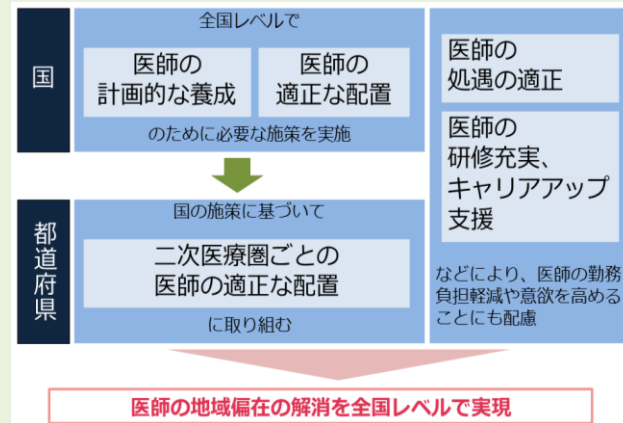 国
全国レベルで
医師の
計画的な養成
医師の
適正な配置
のために必要な施策を実施
都道府県
国の施策に基づいて
二次医療圏ごとの
医師の適正な配置
に取り組む
医師の
処遇の適正
医師の
研修充実、
キャリアアップ
支援
などにより、医師の勤務
負担軽減や意欲を高める
ことにも配慮
医師の地域偏在の解消を全国レベルで実現